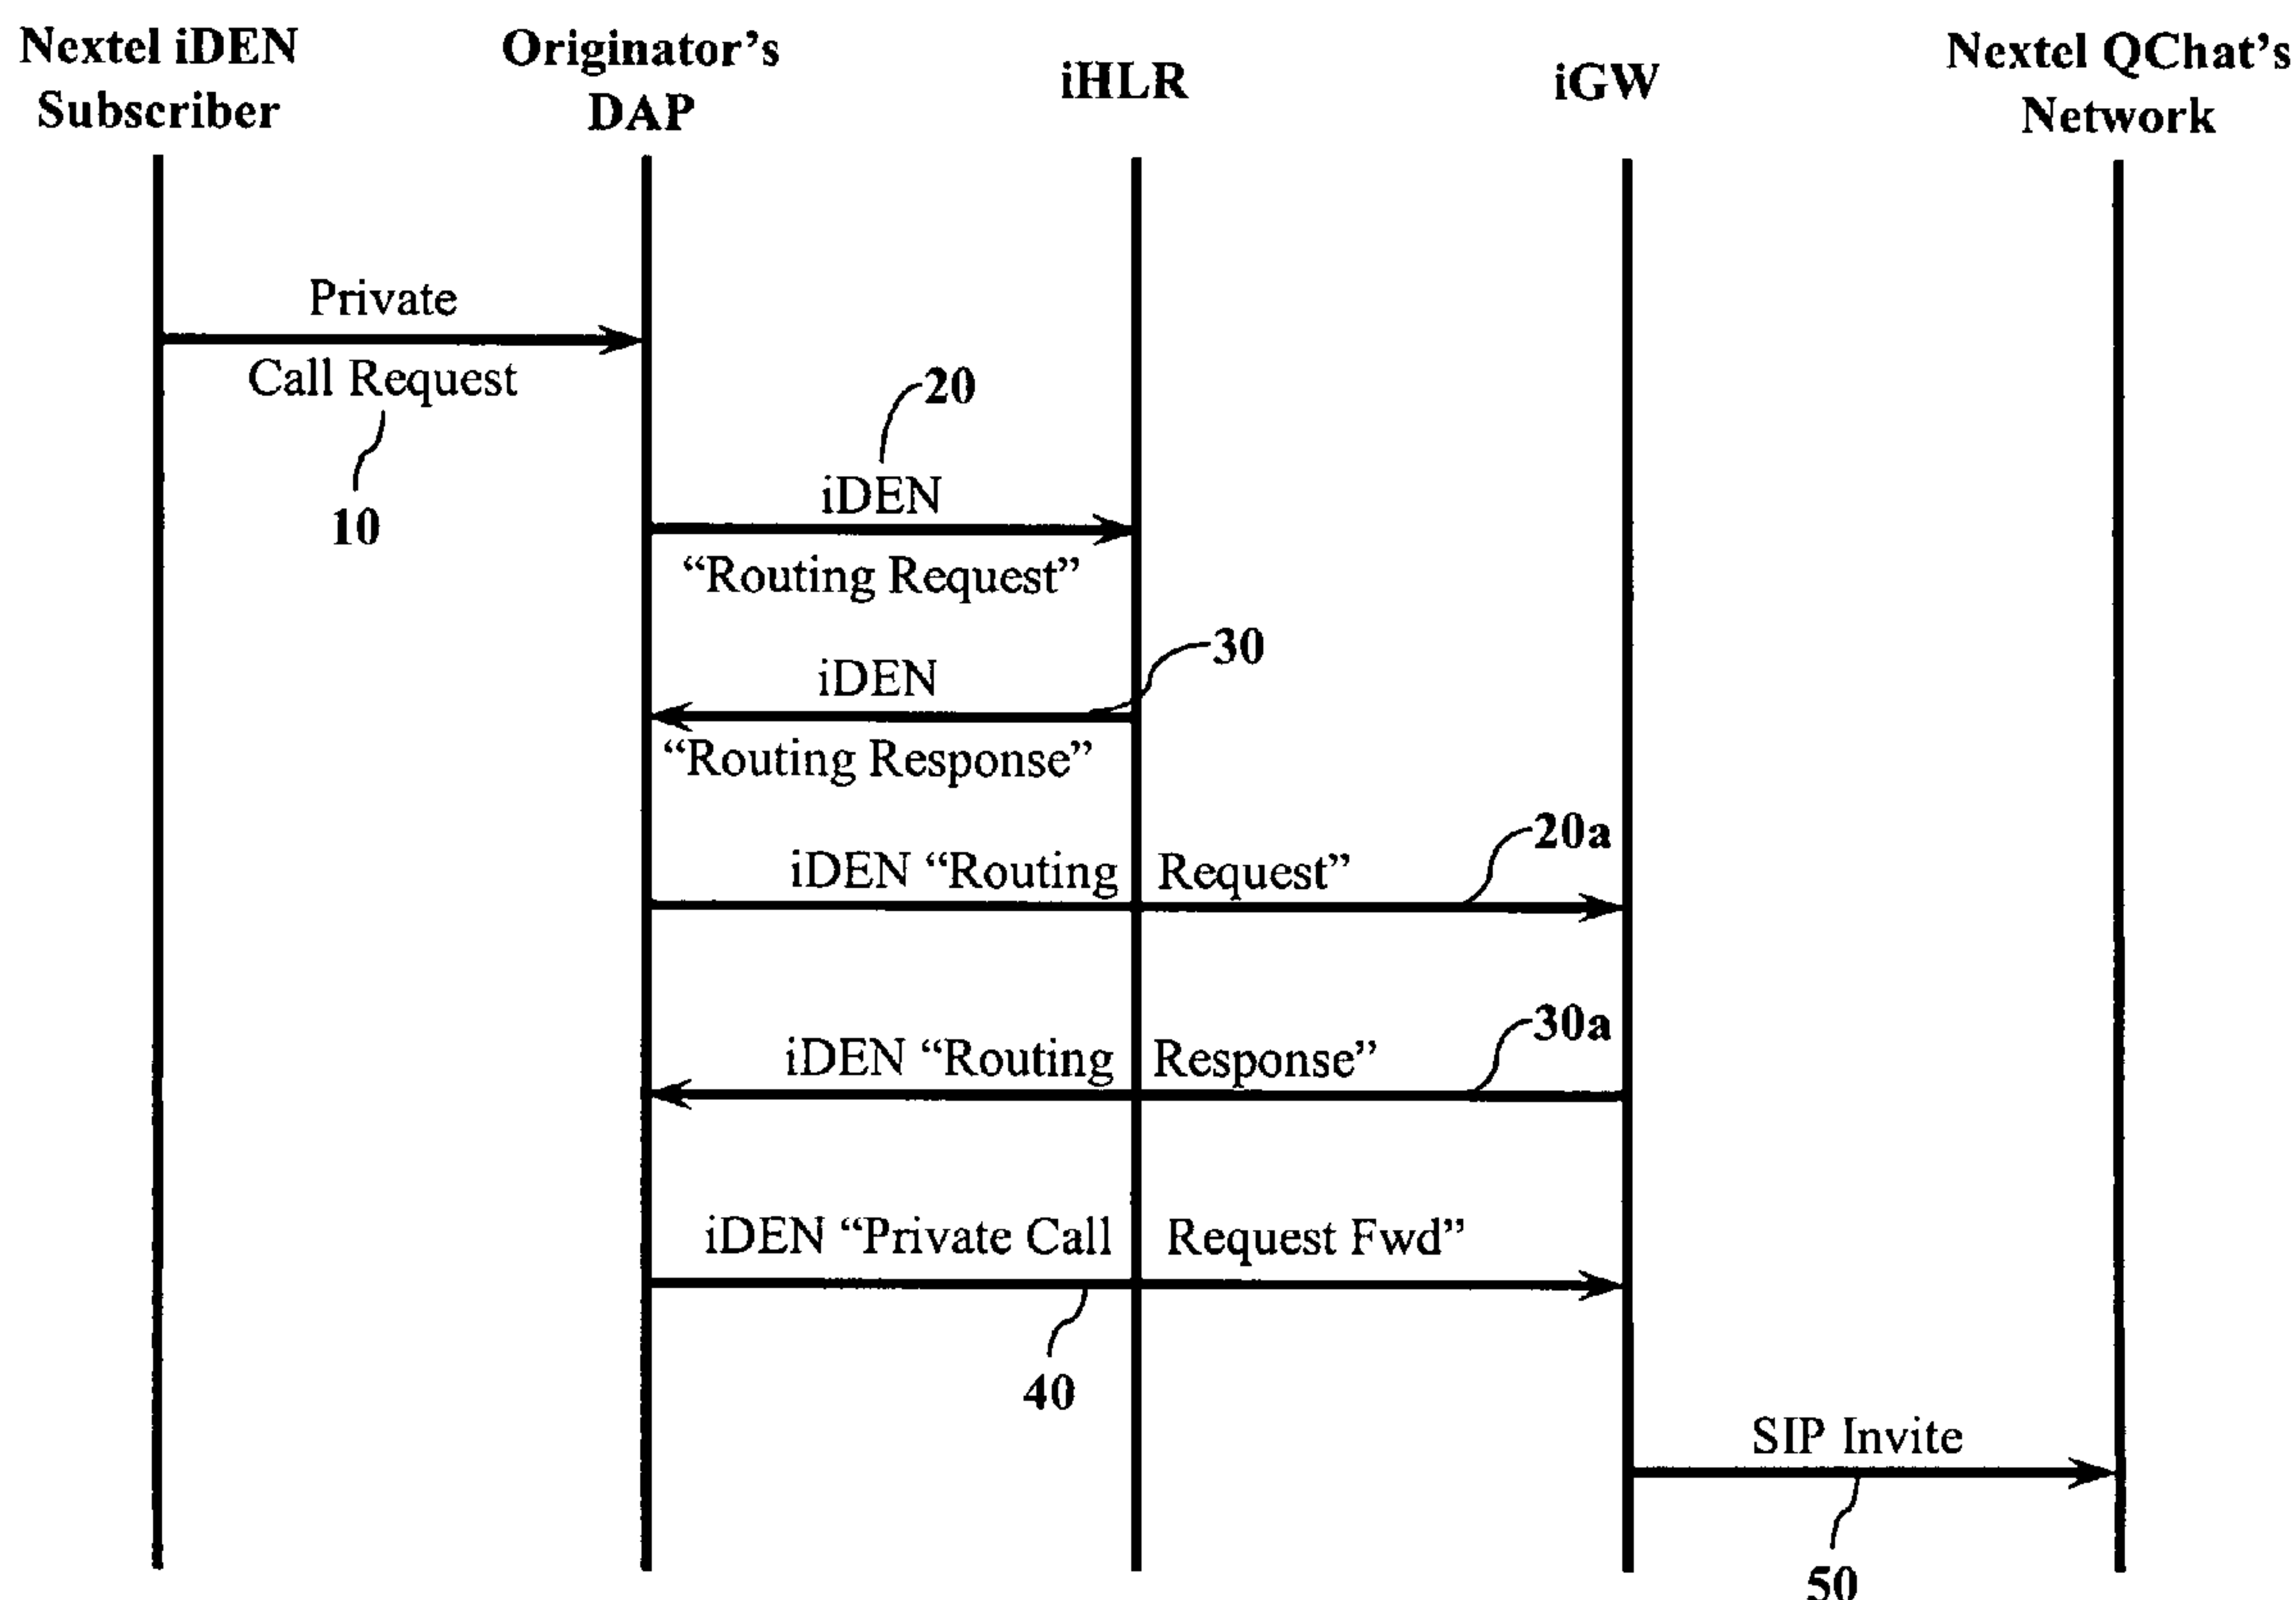 Nextel iDEN
Subscriber
Originator's
DAP
iHLR
iGW
Nextel QChat's
Network
Private
Call Request
10
20
iDEN
“Routing Request”
30
iDEN
“Routing Response”
20a
iDEN “Routing Request”
30a
iDEN “Routing Response”
iDEN “Private Call Request Fwd”
40
SIP Invite
50